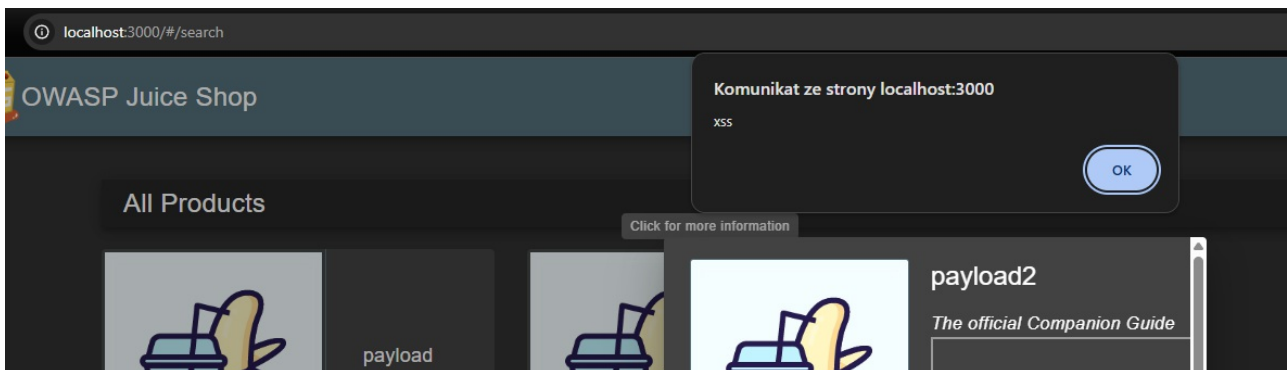 localhost:3000/#/search
OWASP Juice Shop
Komunikat ze strony localhost:3000
xss
OK
All Products
Click for more information
payload2
The official Companion Guide
payload